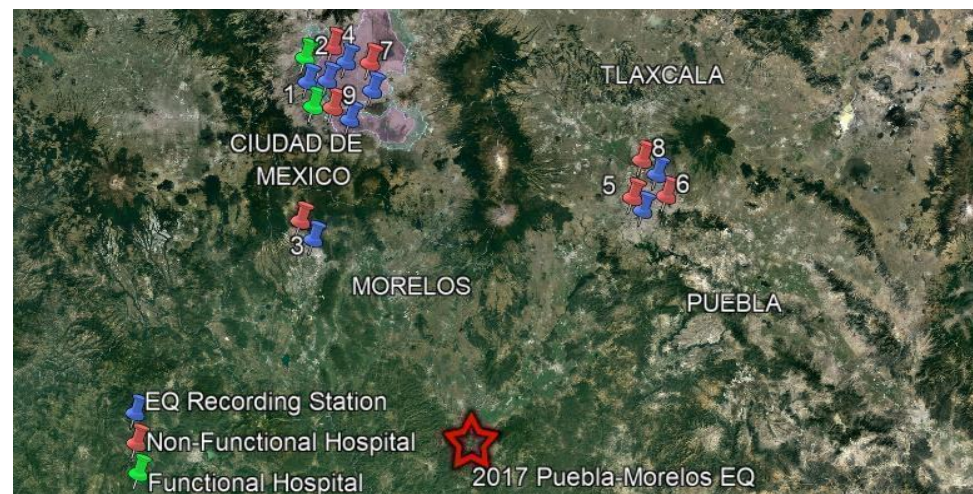 2
4
7
1
9
TLAXCALA
CIUDAD DE
MEXICO
8
5
6
3
MORELOS
PUEBLA
EQ Recording Station
Non-Functional Hospital
2017 Puebla-Morelos EQ
Functional Hospital